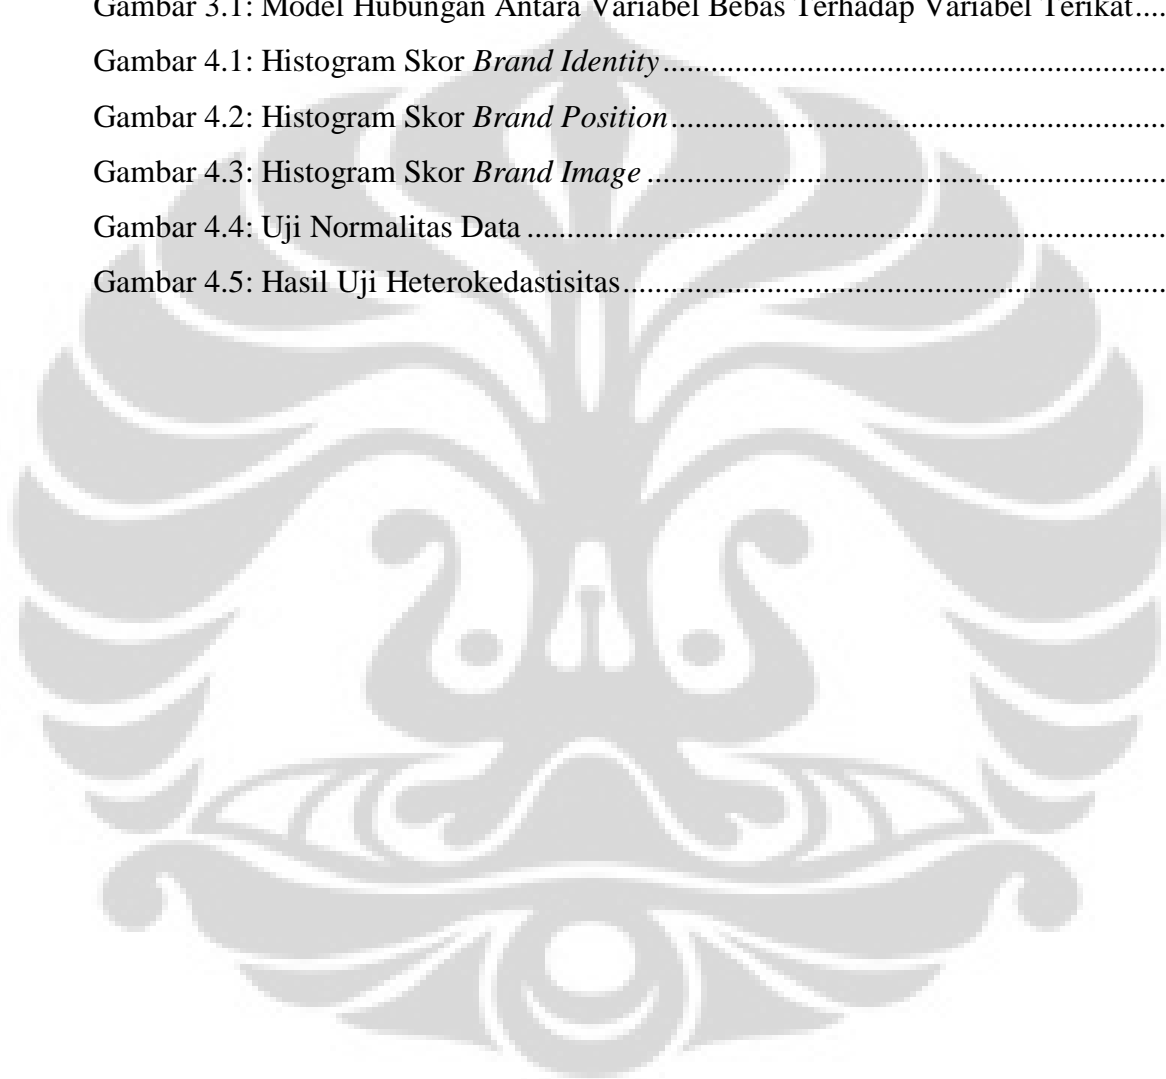 Gambar 3.1: Model Hubungan Antara Variabel Bebas Terhadap Variabel Terikat....
Gambar 4.1: Histogram Skor Brand Identity................................................................
Gambar 4.2: Histogram Skor Brand Position...............................................................
Gambar 4.3: Histogram Skor Brand Image ..................................................................
Gambar 4.4: Uji Normalitas Data .................................................................................
Gambar 4.5: Hasil Uji Heterokedastisitas.....................................................................